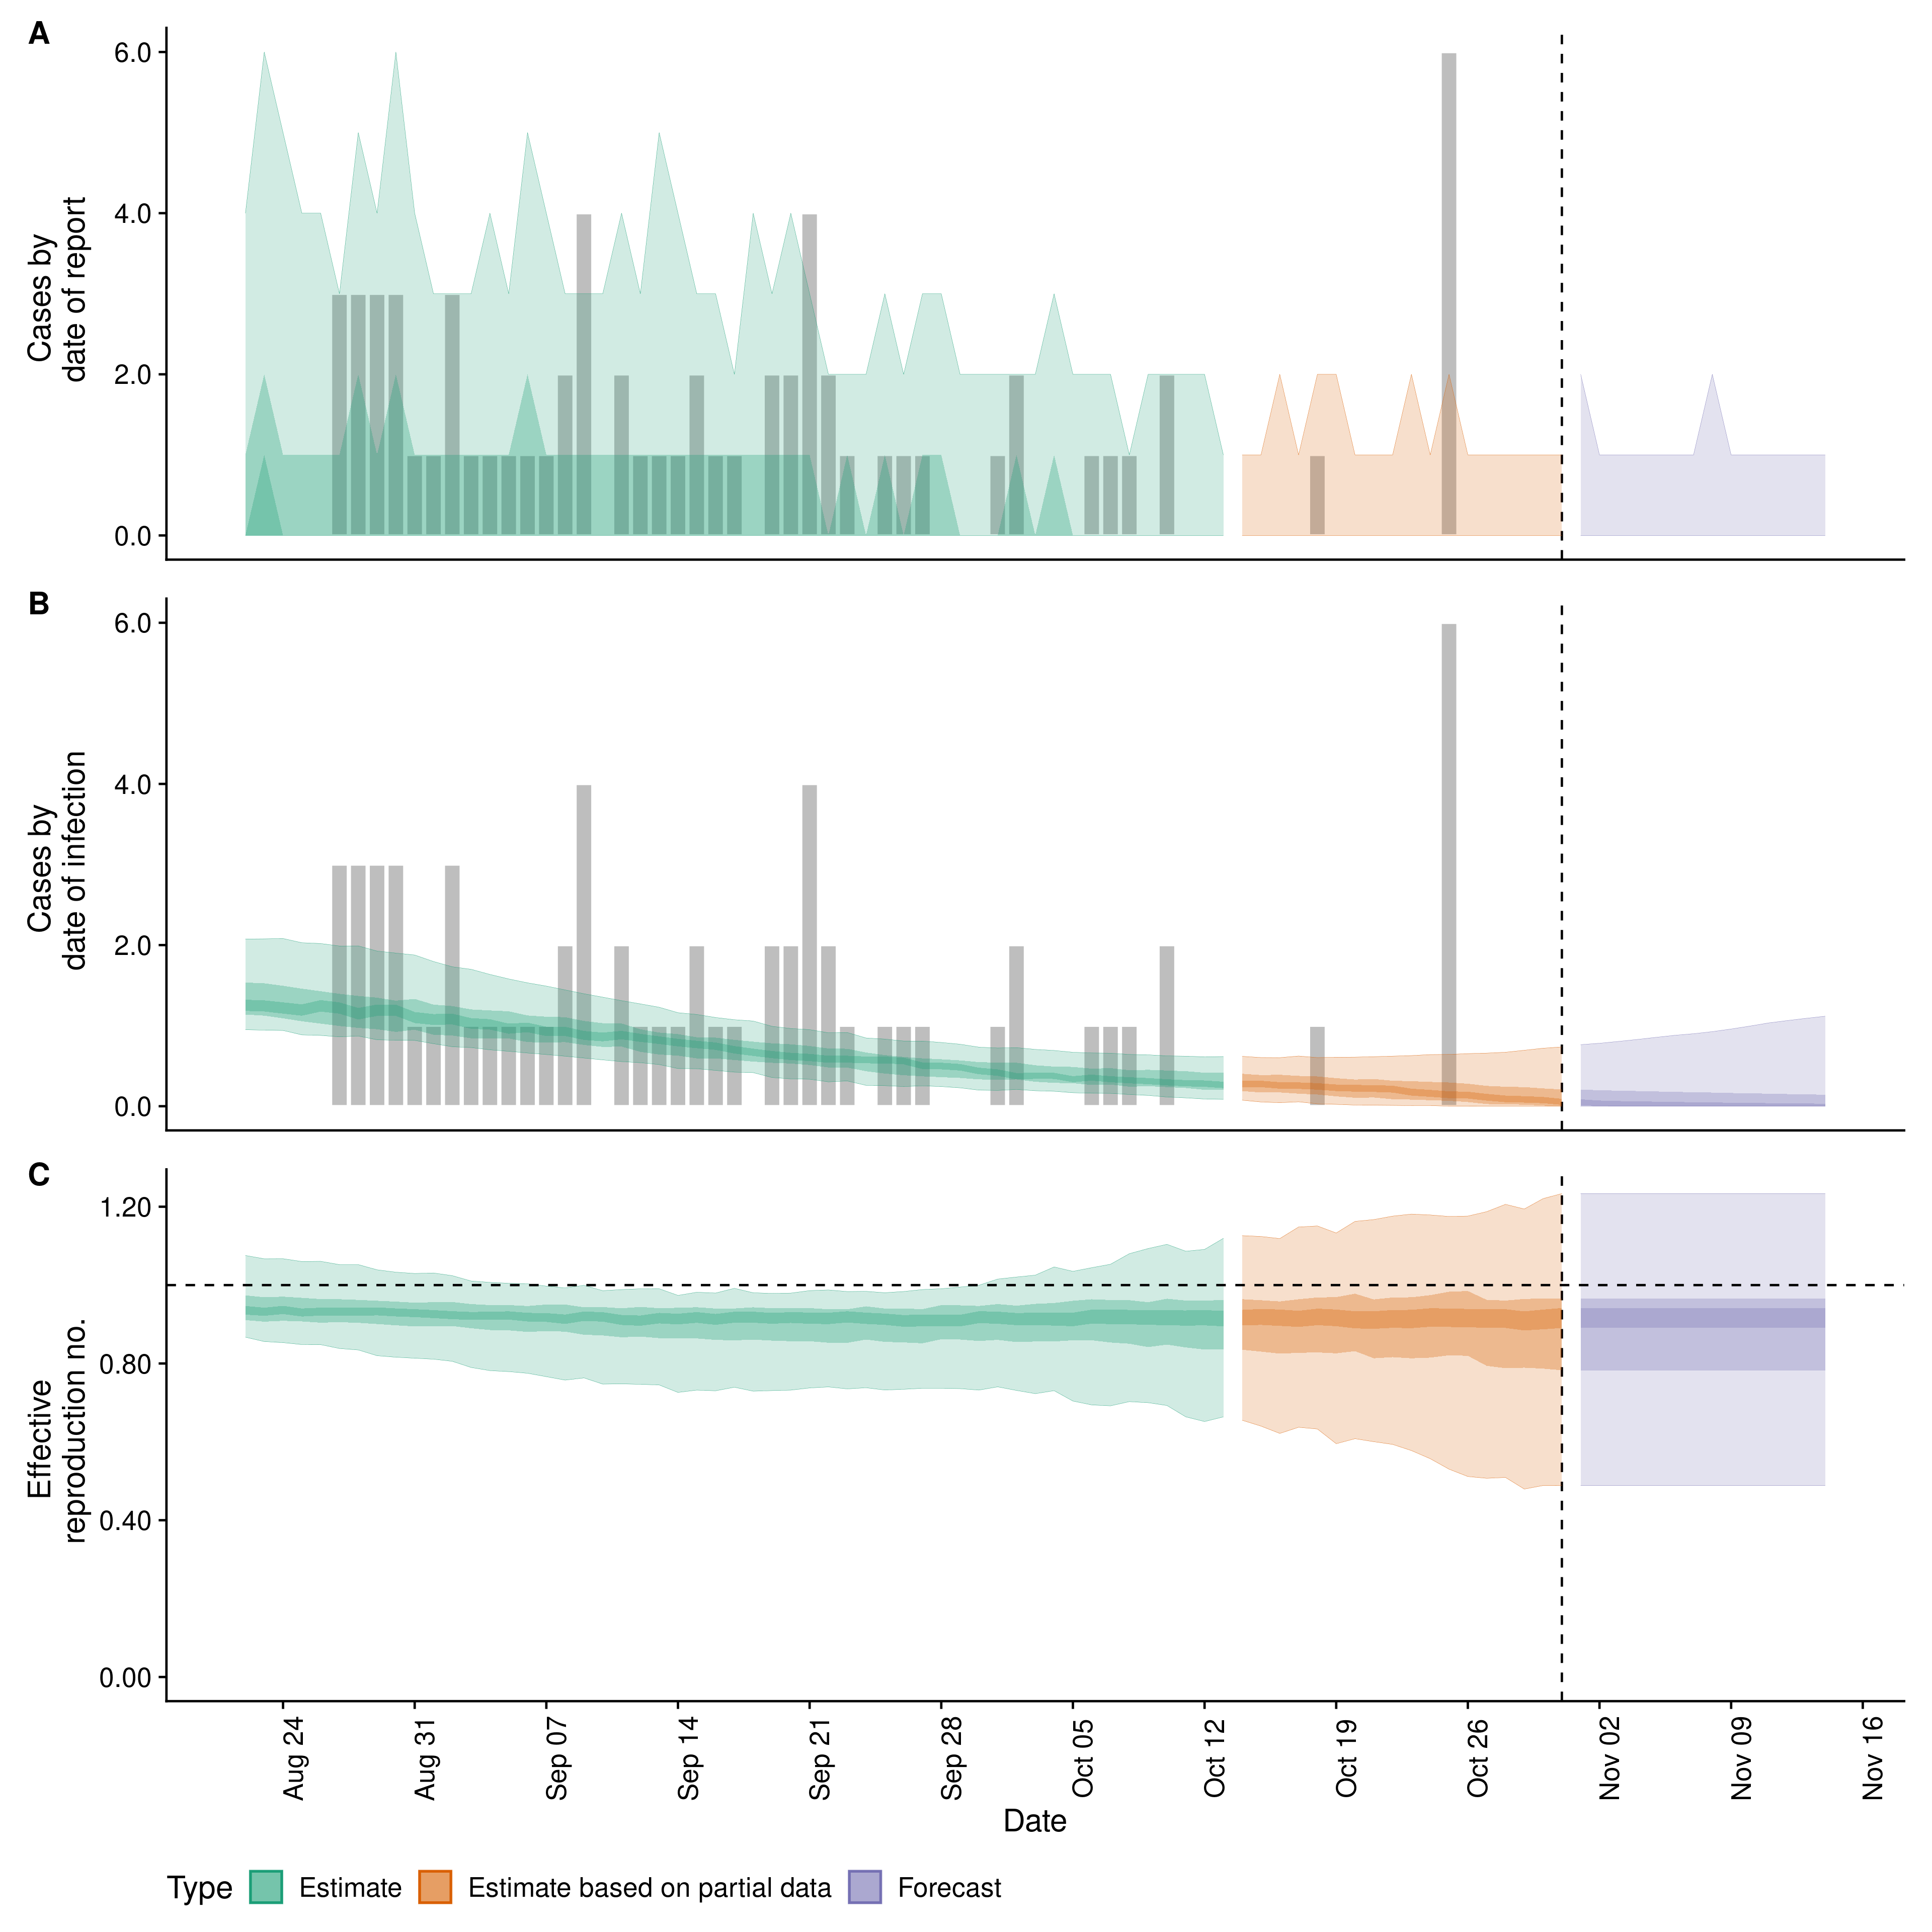 A
6.0
4.0
2.0
0.0
Cases by
date of report
B
6.0
4.0
2.0
0.0
Cases by
date of infection
C
1.20
0.80
0.40
0.00
Effective
reproduction no.
Aug 24
Aug 31
Sep 07
Sep 14
Sep 21
Sep 28
Oct 05
Oct 12
Oct 19
Oct 26
Nov 02
Nov 09
Nov 16
Date
Type Estimate Estimate based on partial data Forecast